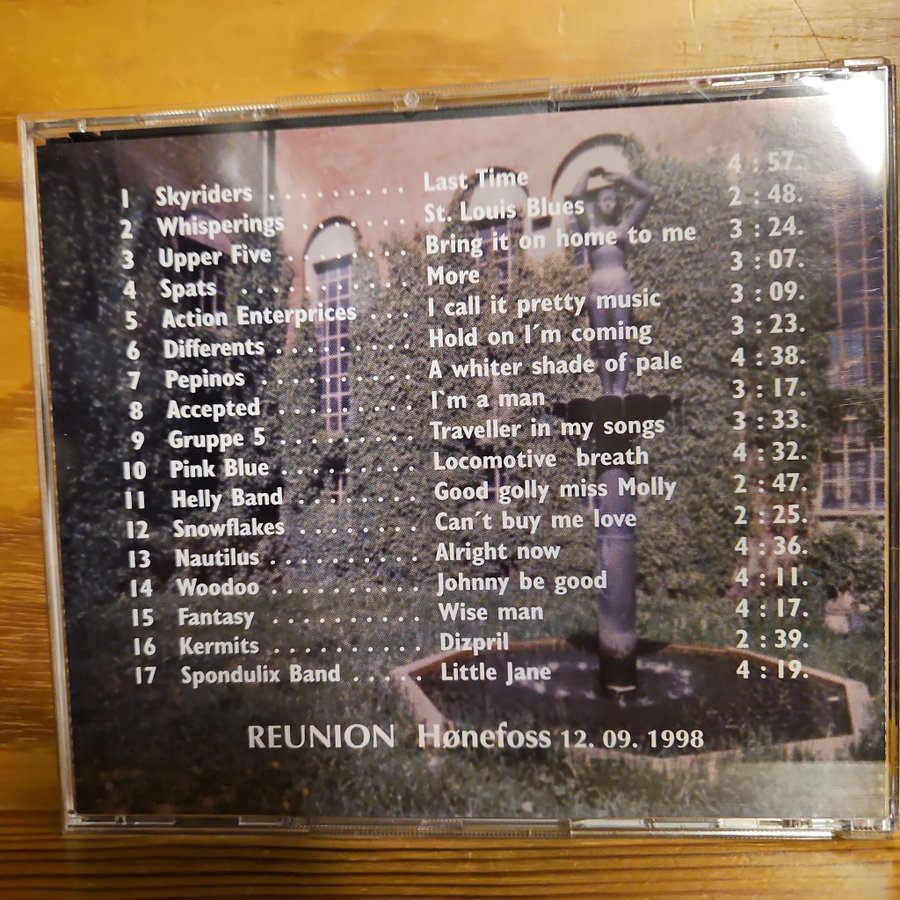 1 Skyriders . . . . . . . . . . Last Time 4 : 57.
2 Whisperings . . . . . . . St. Louis Blues 2 : 48.
3 Upper Five . . . . . . . . Bring it on home to me 3 : 24.
4 Spats . . . . . . . . . . . . More 3 : 07.
5 Action Enterprices . . . I call it pretty music 3 : 09.
6 Differents . . . . . . . . . Hold on I´m coming 3 : 23.
7 Pepinos . . . . . . . . . . A whiter shade of pale 4 : 38.
8 Accepted . . . . . . . . . I`m a man 3 : 17.
9 Gruppe 5 . . . . . . . . . Traveller in my songs 3 : 33.
10 Pink Blue . . . . . . . . . Locomotive breath 4 : 32.
11 Helly Band . . . . . . . . Good golly miss Molly 2 : 47.
12 Snowflakes . . . . . . . . Can´t buy me love 2 : 25.
13 Nautilus . . . . . . . . . . Alright now 4 : 36.
14 Woodoo . . . . . . . . . . Johnny be good 4 : 11.
15 Fantasy . . . . . . . . . . Wise man 4 : 17.
16 Kermits . . . . . . . . . . Dizpril 2 : 39.
17 Spondulix Band . . . . . Little Jane 4 : 19.
REUNION Hønefoss 12. 09. 1998